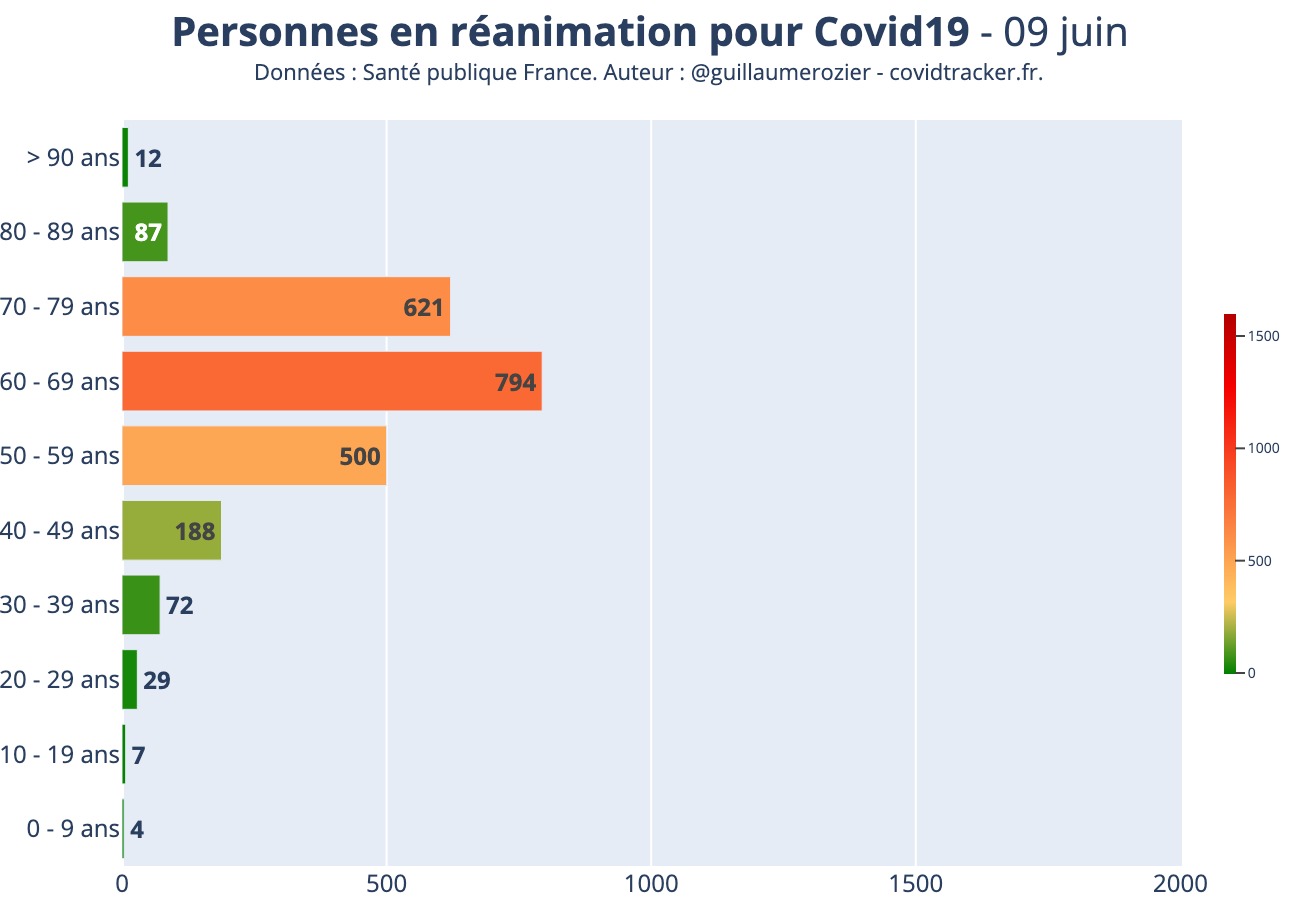 Personnes en réanimation pour Covid19 - 09 juin
Données : Santé publique France. Auteur : @guillaumerozier - covidtracker.fr.
> 90 ans 12
80 - 89 ans 87
70 - 79 ans 621
60 - 69 ans 794
50 - 59 ans 500
40 - 49 ans 188
30 - 39 ans 72
20 - 29 ans 29
10 - 19 ans 7
0 - 9 ans 4
0 500 1000 1500 2000
1500
1000
500
0